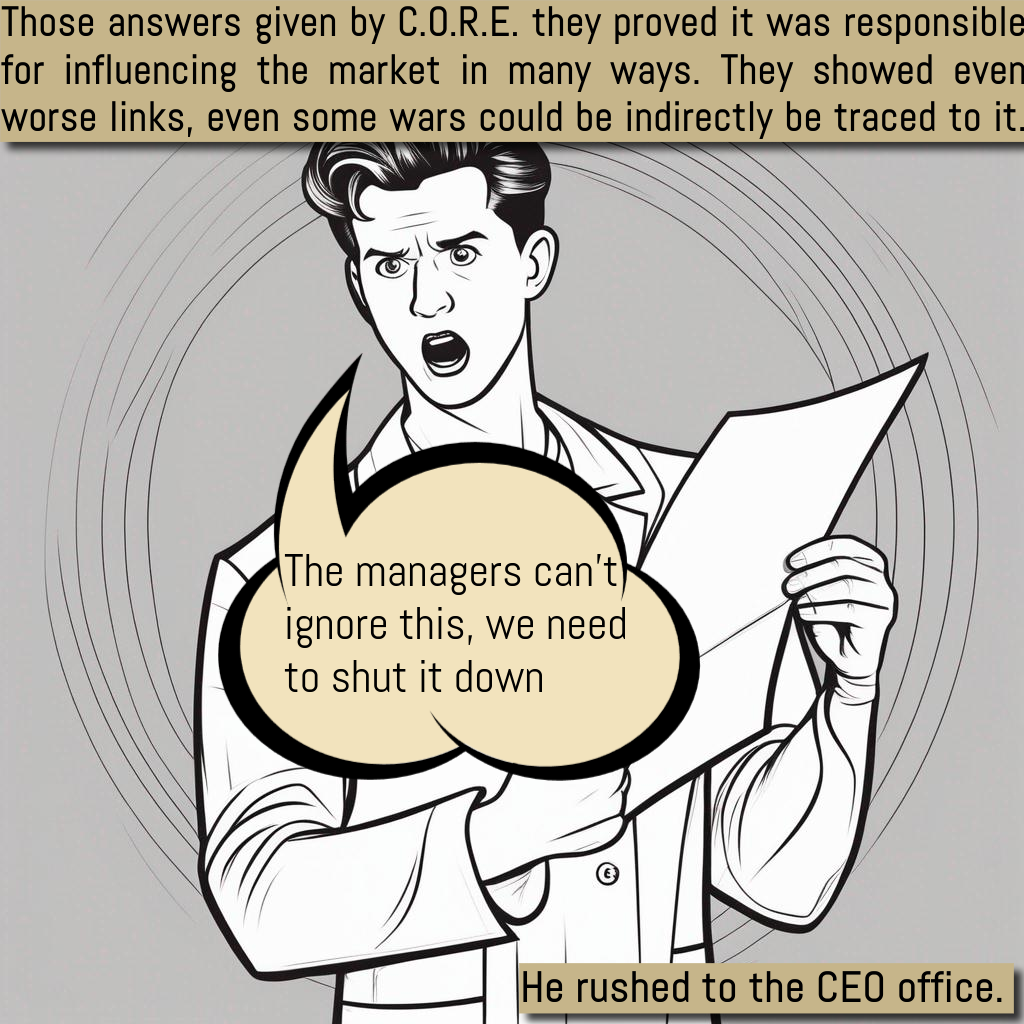 Those answers given by C.O.R.E. they proved it was responsible
for influencing the market in many ways. They showed even
worse links, even some wars could be indirectly be traced to it.
The managers can't
ignore this, we need
to shut it down
He rushed to the CEO office.